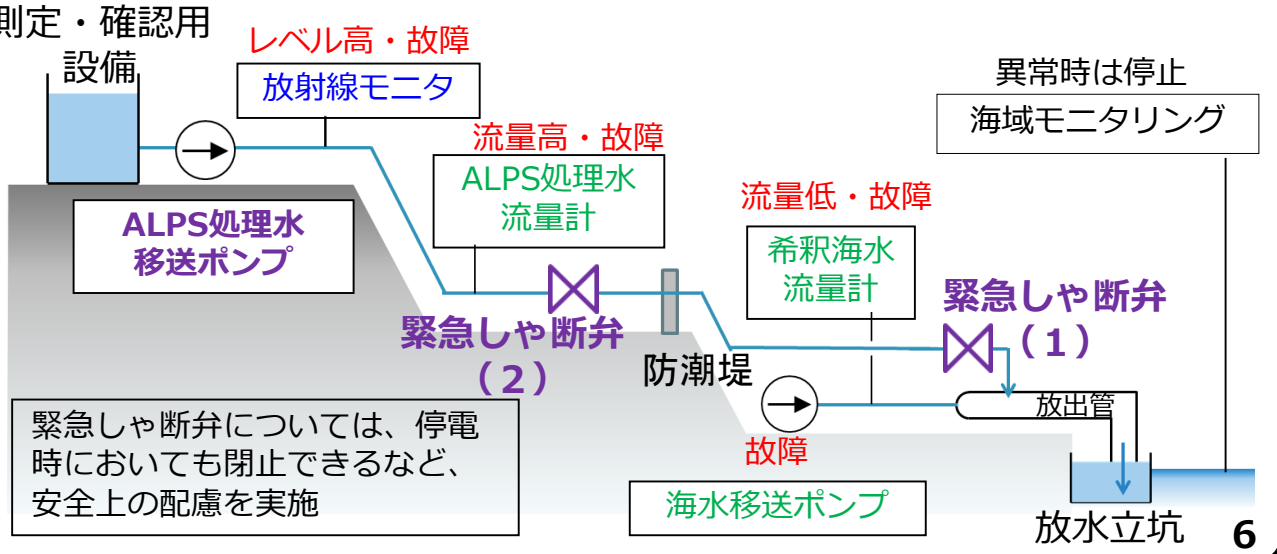 測定・確認用
設備
レベル高・故障
放射線モニタ
ALPS処理水
移送ポンプ
流量高・故障
ALPS処理水
流量計
緊急しゃ断弁
（２）
防潮堤
流量低・故障
希釈海水
流量計
緊急しゃ断弁
（１）
異常時は停止
海域モニタリング
放出管
故障
海水移送ポンプ
放水立坑
緊急しゃ断弁については、停電
時においても閉止できるなど、
安全上の配慮を実施
6